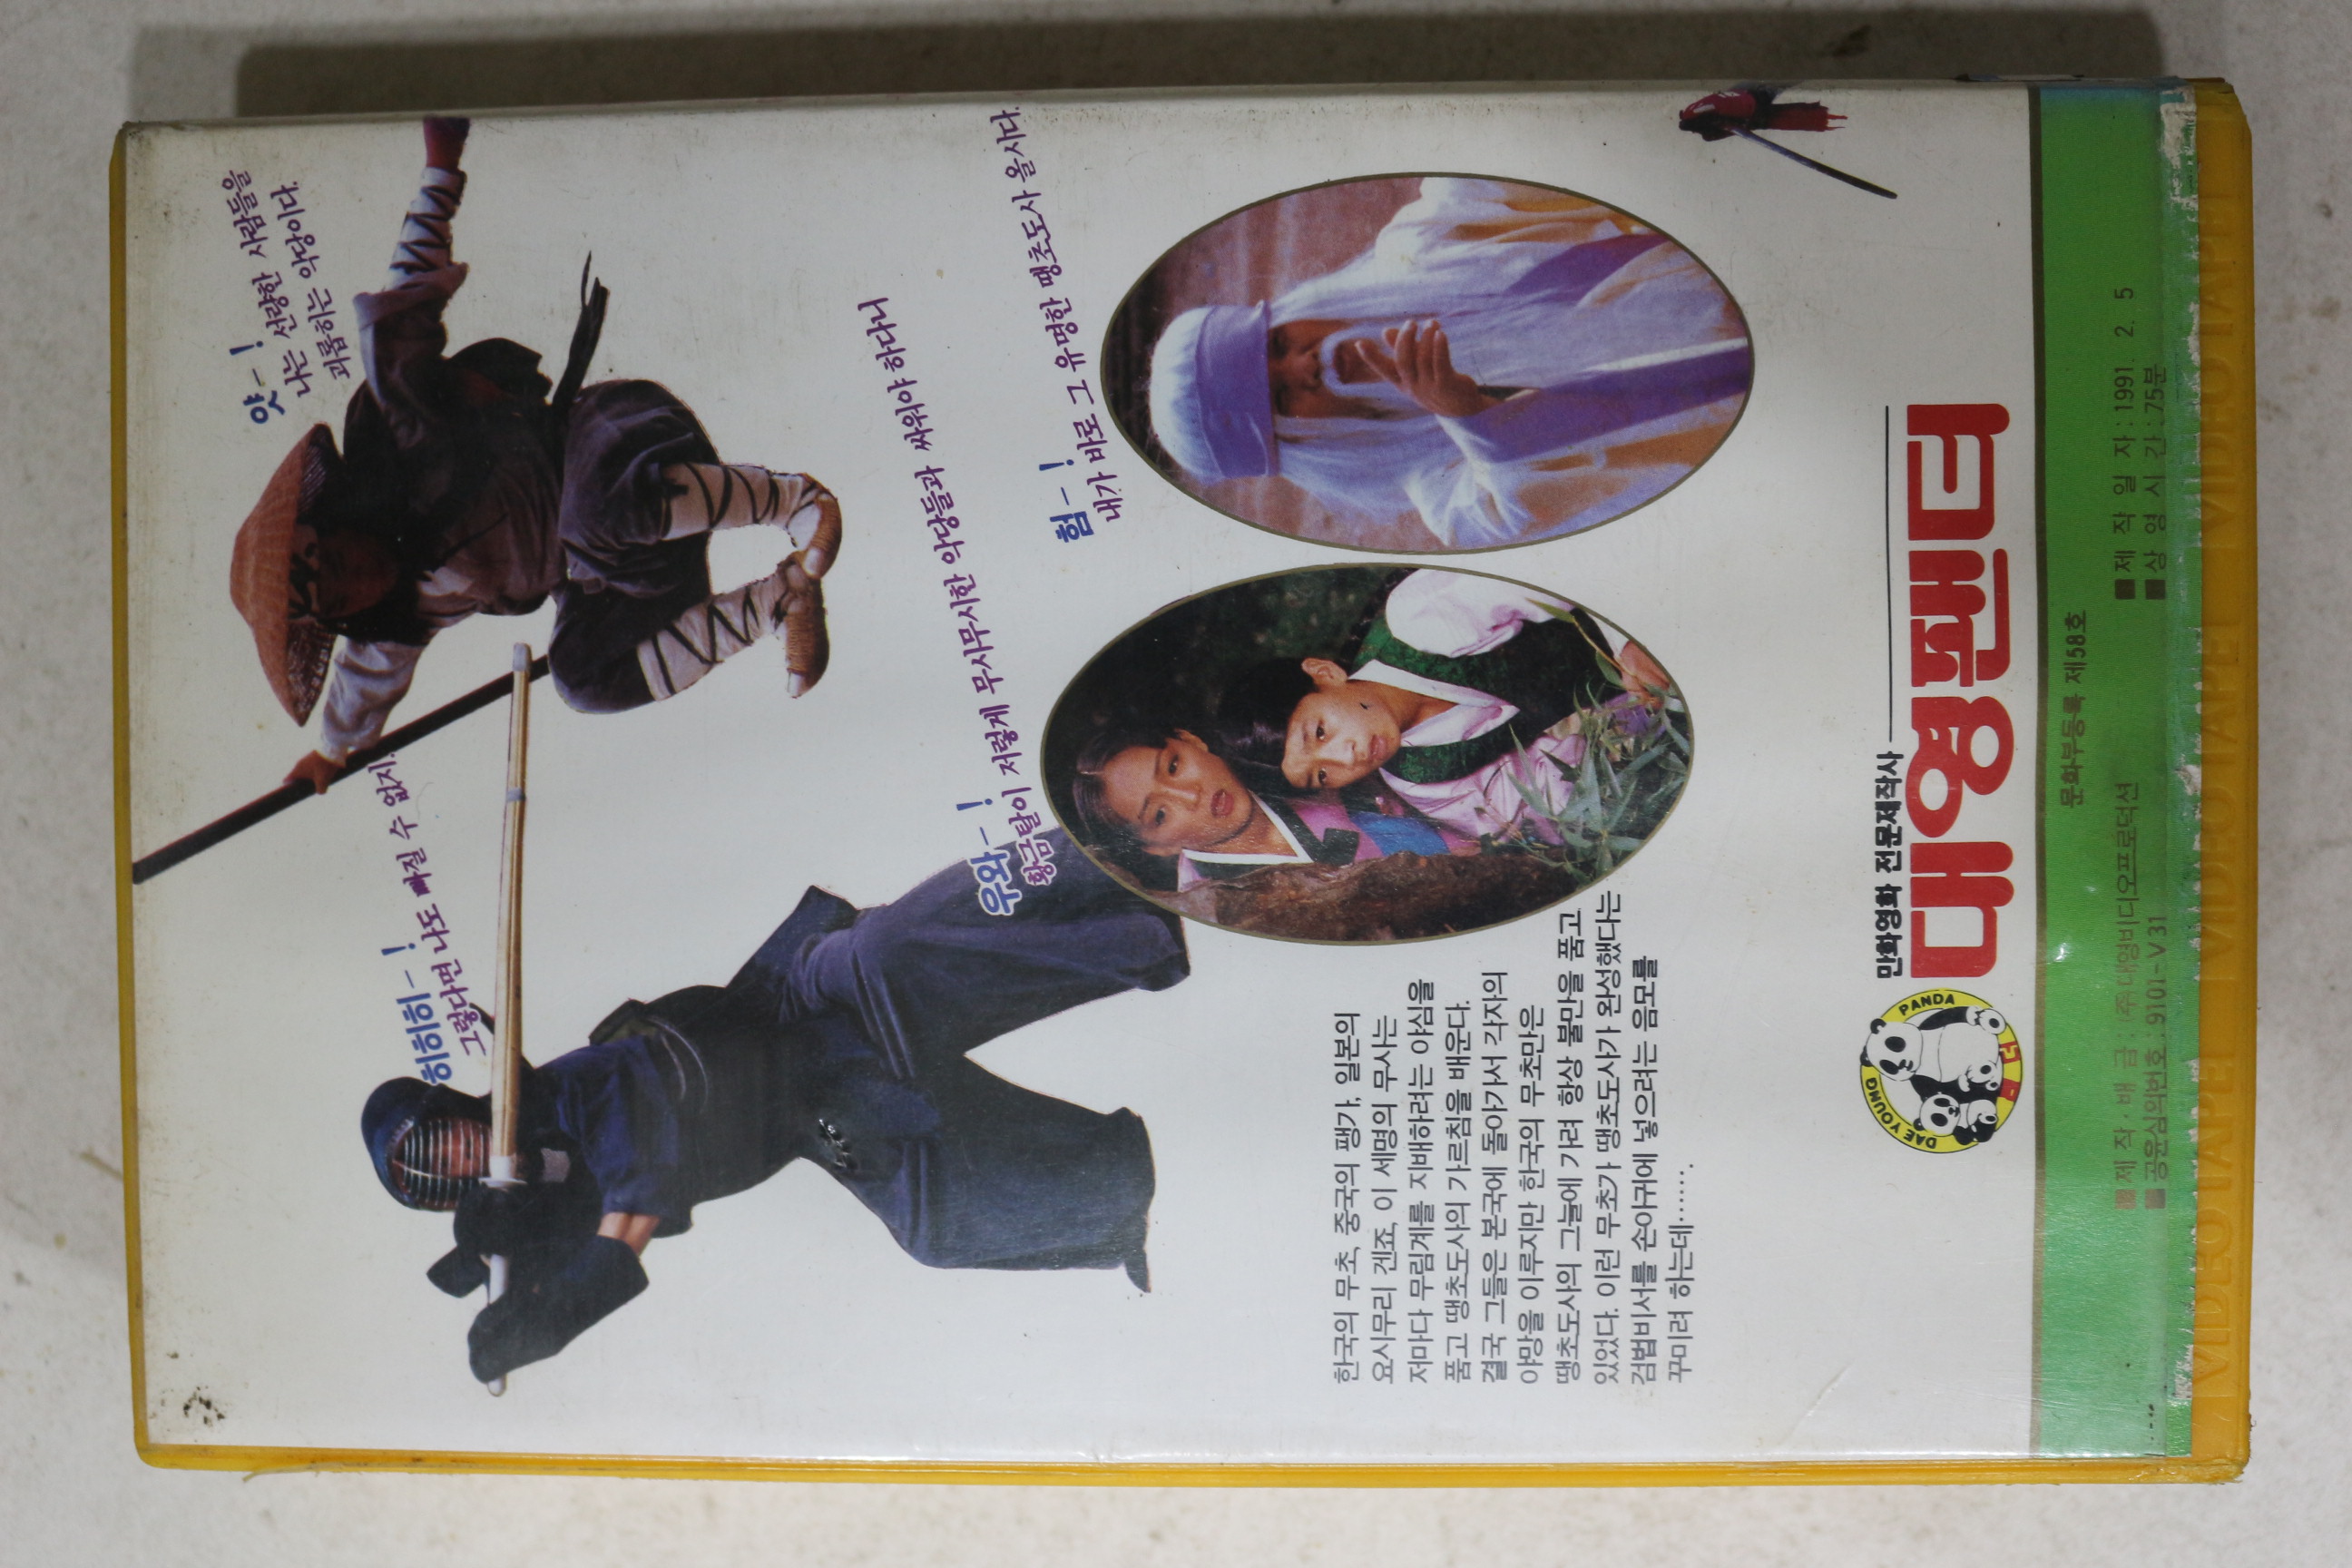 얏-!
나는 선량한 사람들을
괴롭히는 악당이다.
히히히-!
그렇다면 나도 빠질 수 없지.
우와-!
황금탈이 저렇게 무시무시한 악당들과 싸워야 하다니
험-!
내가 바로 그 유명한 땡초도사 올시다.
한국의 무초, 중국의 팽가, 일본의
요시무리 겐죠, 이 세명의 무사는
저마다 무림계를 지배하려는 야심을
품고 땡초도사의 가르침을 배운다.
결국 그들은 본국에 돌아가서 각자의
야망을 이루지만 한국의 무초만은
땡초도사의 그늘에 가려 항상 불만을 품고
있었다. 이런 무초가 땡초도사가 완성했다는
검법비서를 손아귀에 넣으려는 음모를
꾸미려 하는데…….
만화영화 전문제작사
대영팬더
DAE YOUNG PANDA
문화부등록 제58호
■제 작 , 배 급 : (주)대영비디오프로덕션
■제 작 일 자 : 1991. 2. 5
■공윤심의번호 : 9101-V31
■상 영 시 간 : 75분
VIDEO TAPE VIDEO TAPE VIDEO TAPE VIDEO TAPE